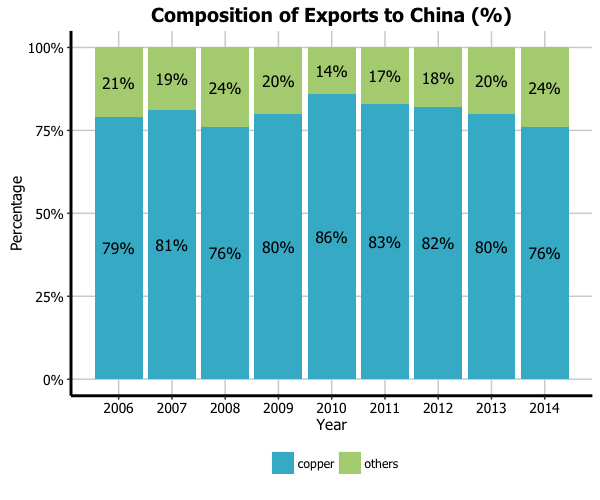 Composition of Exports to China (%)
100%
75%
50%
25%
0%
Percentage
21% 19% 24% 20% 14% 17% 18% 20% 24%
79% 81% 76% 80% 86% 83% 82% 80% 76%
2006 2007 2008 2009 2010 2011 2012 2013 2014
Year
copper others